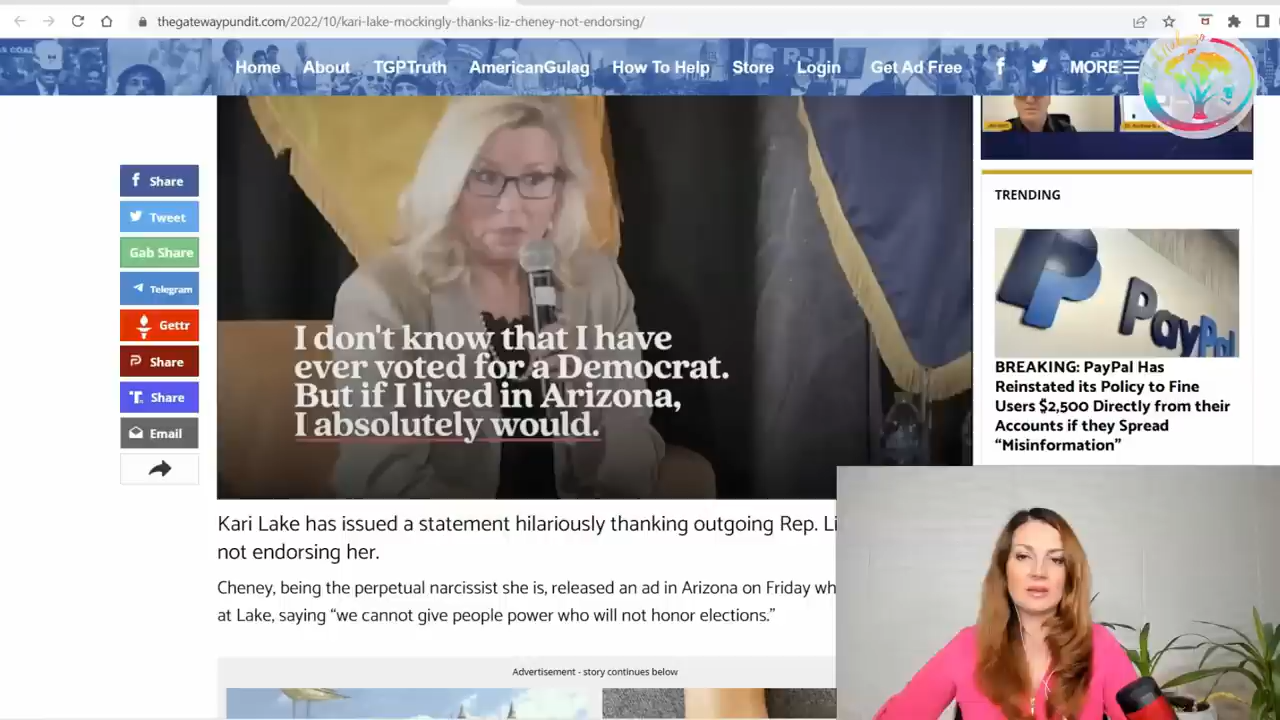 thegatewaypundit.com/2022/10/kari-lake-mockingly-thanks-liz-cheney-not-endorsing/
Home About TGPTruth AmericanGulag How To Help Store Login Get Ad Free MORE
Share
Tweet
Gab Share
Telegram
Gettr
Share
Share
Email
I don't know that I have
ever voted for a Democrat.
But if I lived in Arizona,
I absolutely would.
TRENDING
PayPal
BREAKING: PayPal Has
Reinstated its Policy to Fine
Users $2,500 Directly from their
Accounts if they Spread
“Misinformation”
Kari Lake has issued a statement hilariously thanking outgoing Rep.
not endorsing her.
Cheney, being the perpetual narcissist she is, released an ad in Arizona on Friday
at Lake, saying “we cannot give people power who will not honor elections.”
Advertisement - story continues below